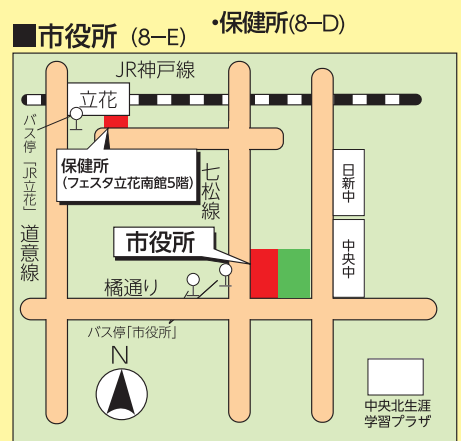 ■市役所 (8−E)
・保健所(8−D)
JR神戸線
立花
バス停「JR立花」
保健所
(フェスタ立花南館5階)
七松線
日新中
道意線
市役所
中央中
橘通り
バス停「市役所」
N
中央北生涯
学習プラザ